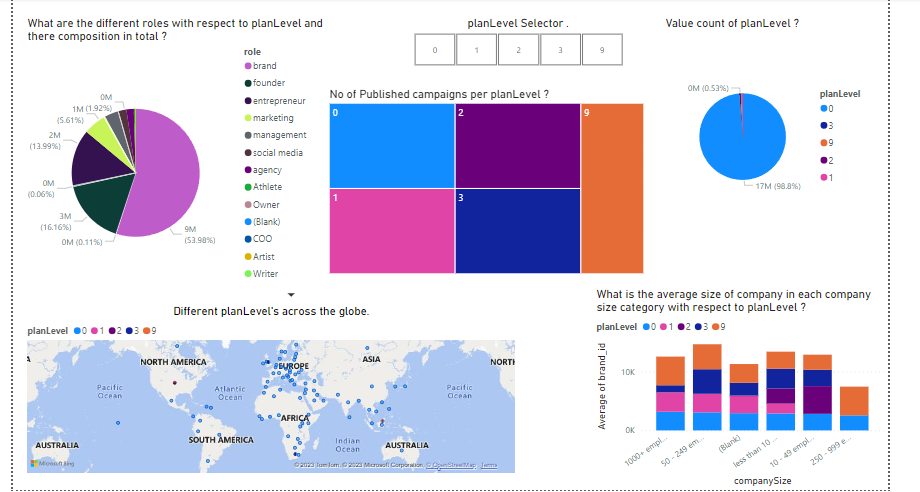 What are the different roles with respect to planLevel and
there composition in total ?
planLevel Selector .
Value count of planLevel ?
0 1 2 3 9
role
brand
founder
entrepreneur
marketing
management
social media
agency
Athlete
Owner
(Blank)
COO
Artist
Writer
0M
1M (1.92%)
(5.61%)
2M
(13.99%)
0M
(0.06%)
3M
(16.16%)
0M (0.11%)
9M
(53.98%)
No of Published campaigns per planLevel ?
0
2
9
1
3
0M (0.53%)
17M (98.8%)
planLevel
0
3
9
2
1
Different planLevel's across the globe.
planLevel 0 1 2 3 9
NORTH AMERICA
EUROPE
ASIA
NORTH
A
Pacific
Ocean
Atlantic
Ocean
Pacific
Ocean
AFRICA
SOUTH AMERICA
Indian
Ocean
AUSTRALIA
AUSTRALIA
Microsoft Bing
© 2023 TomTom, © 2023 Microsoft Corporation, © OpenStreetMap Terms
What is the average size of company in each company
size category with respect to planLevel ?
planLevel 0 1 2 3 9
Average of brand_id
10K
0K
1000+ empl...
50 - 249 em...
(Blank)
less than 10 ...
10 - 49 empl...
250 - 999 e...
companySize